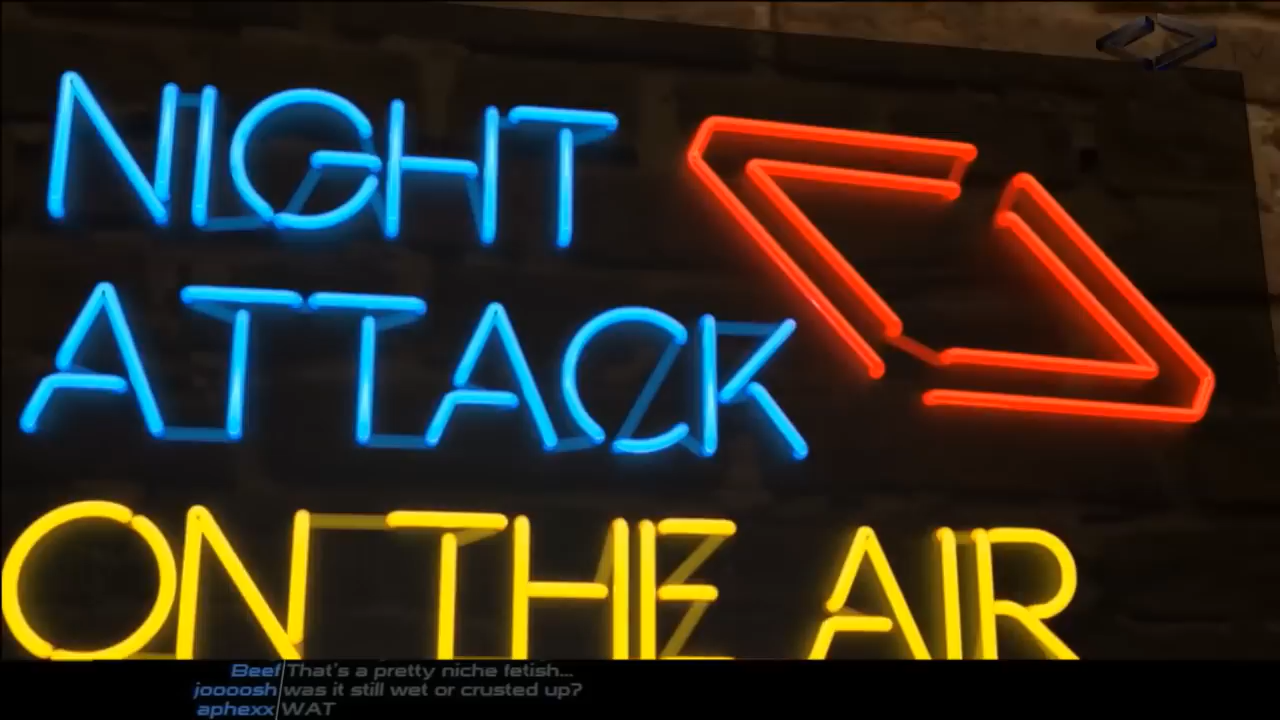 NIGHT
ATTACK
ON THE AIR
Beef That's a pretty niche fetish...
joooosh was it still wet or crusted up?
aphexx WAT